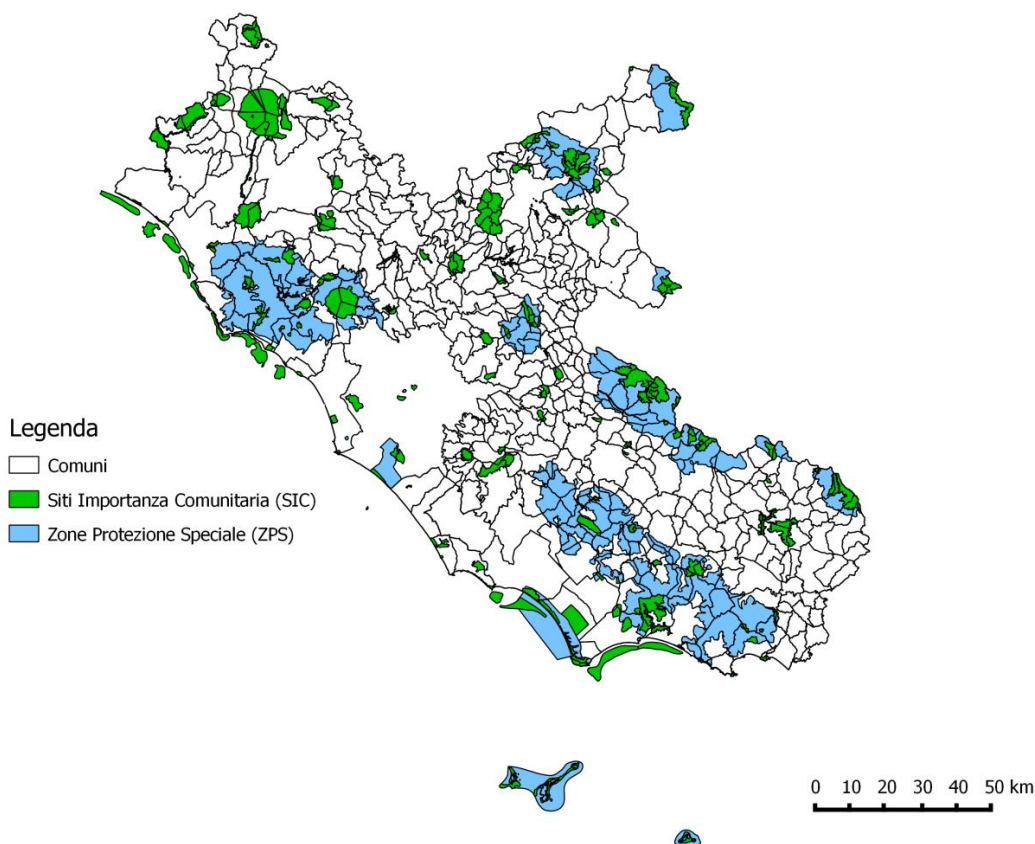 Legenda
Comuni
Siti Importanza Comunitaria (SIC)
Zone Protezione Speciale (ZPS)
0 10 20 30 40 50 km